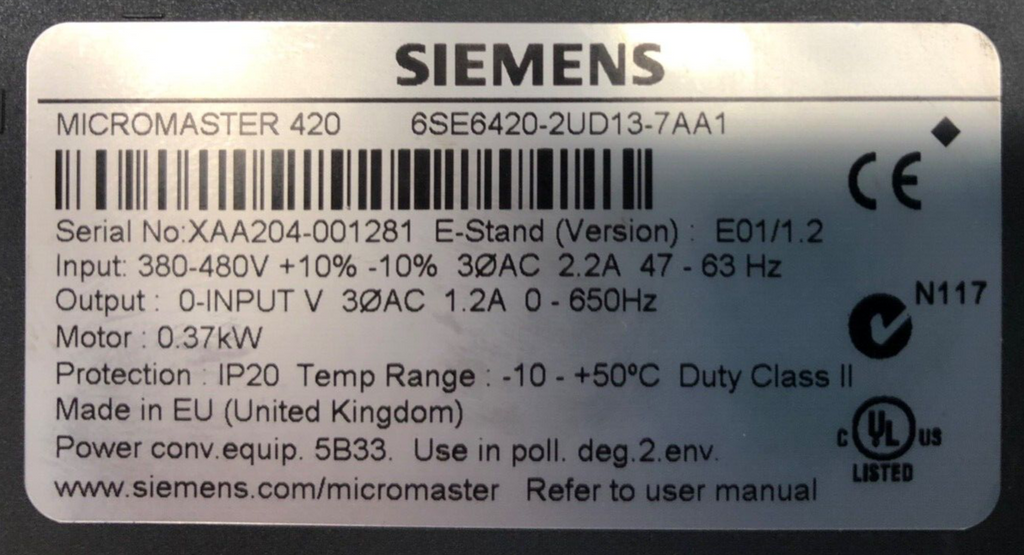 SIEMENS
MICROMASTER 420 6SE6420-2UD13-7AA1
CE
Serial No:XAA204-001281 E-Stand (Version) : E01/1.2
Input: 380-480V +10% -10% 3ØAC 2.2A 47 - 63 Hz
Output : 0-INPUT V 3ØAC 1.2A 0 - 650Hz
N117
Motor : 0.37kW
Protection : IP20 Temp Range : -10 - +50ºC Duty Class II
Made in EU (United Kingdom)
C UL US
LISTED
Power conv.equip. 5B33. Use in poll. deg.2.env.
www.siemens.com/micromaster Refer to user manual